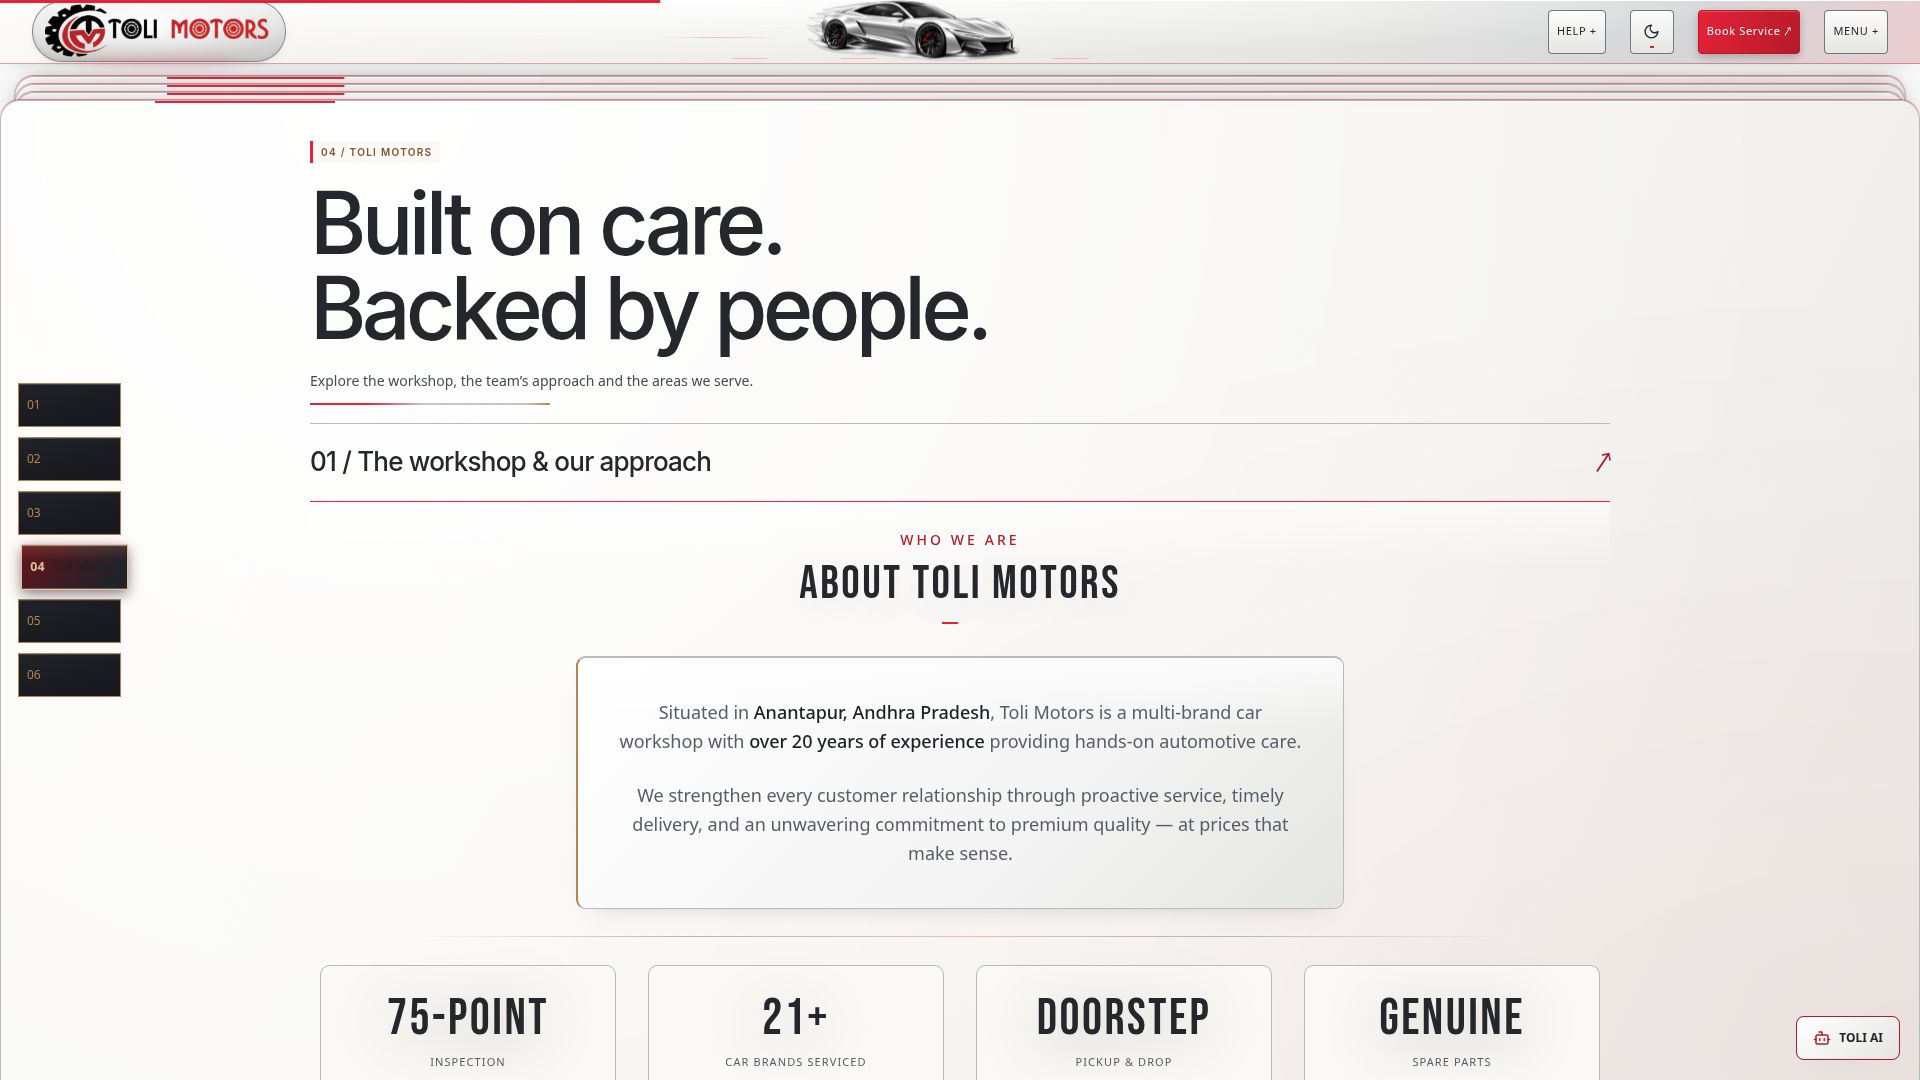 TOLI MOTORS
HELP +
Book Service ↗
MENU +
04 / TOLI MOTORS
Built on care.
Backed by people.
Explore the workshop, the team’s approach and the areas we serve.
01 / The workshop & our approach
↗
01
02
03
04
05
06
WHO WE ARE
ABOUT TOLI MOTORS
Situated in Anantapur, Andhra Pradesh, Toli Motors is a multi-brand car
workshop with over 20 years of experience providing hands-on automotive care.
We strengthen every customer relationship through proactive service, timely
delivery, and an unwavering commitment to premium quality — at prices that
make sense.
75-POINT
INSPECTION
21+
CAR BRANDS SERVICED
DOORSTEP
PICKUP & DROP
GENUINE
SPARE PARTS
TOLI AI